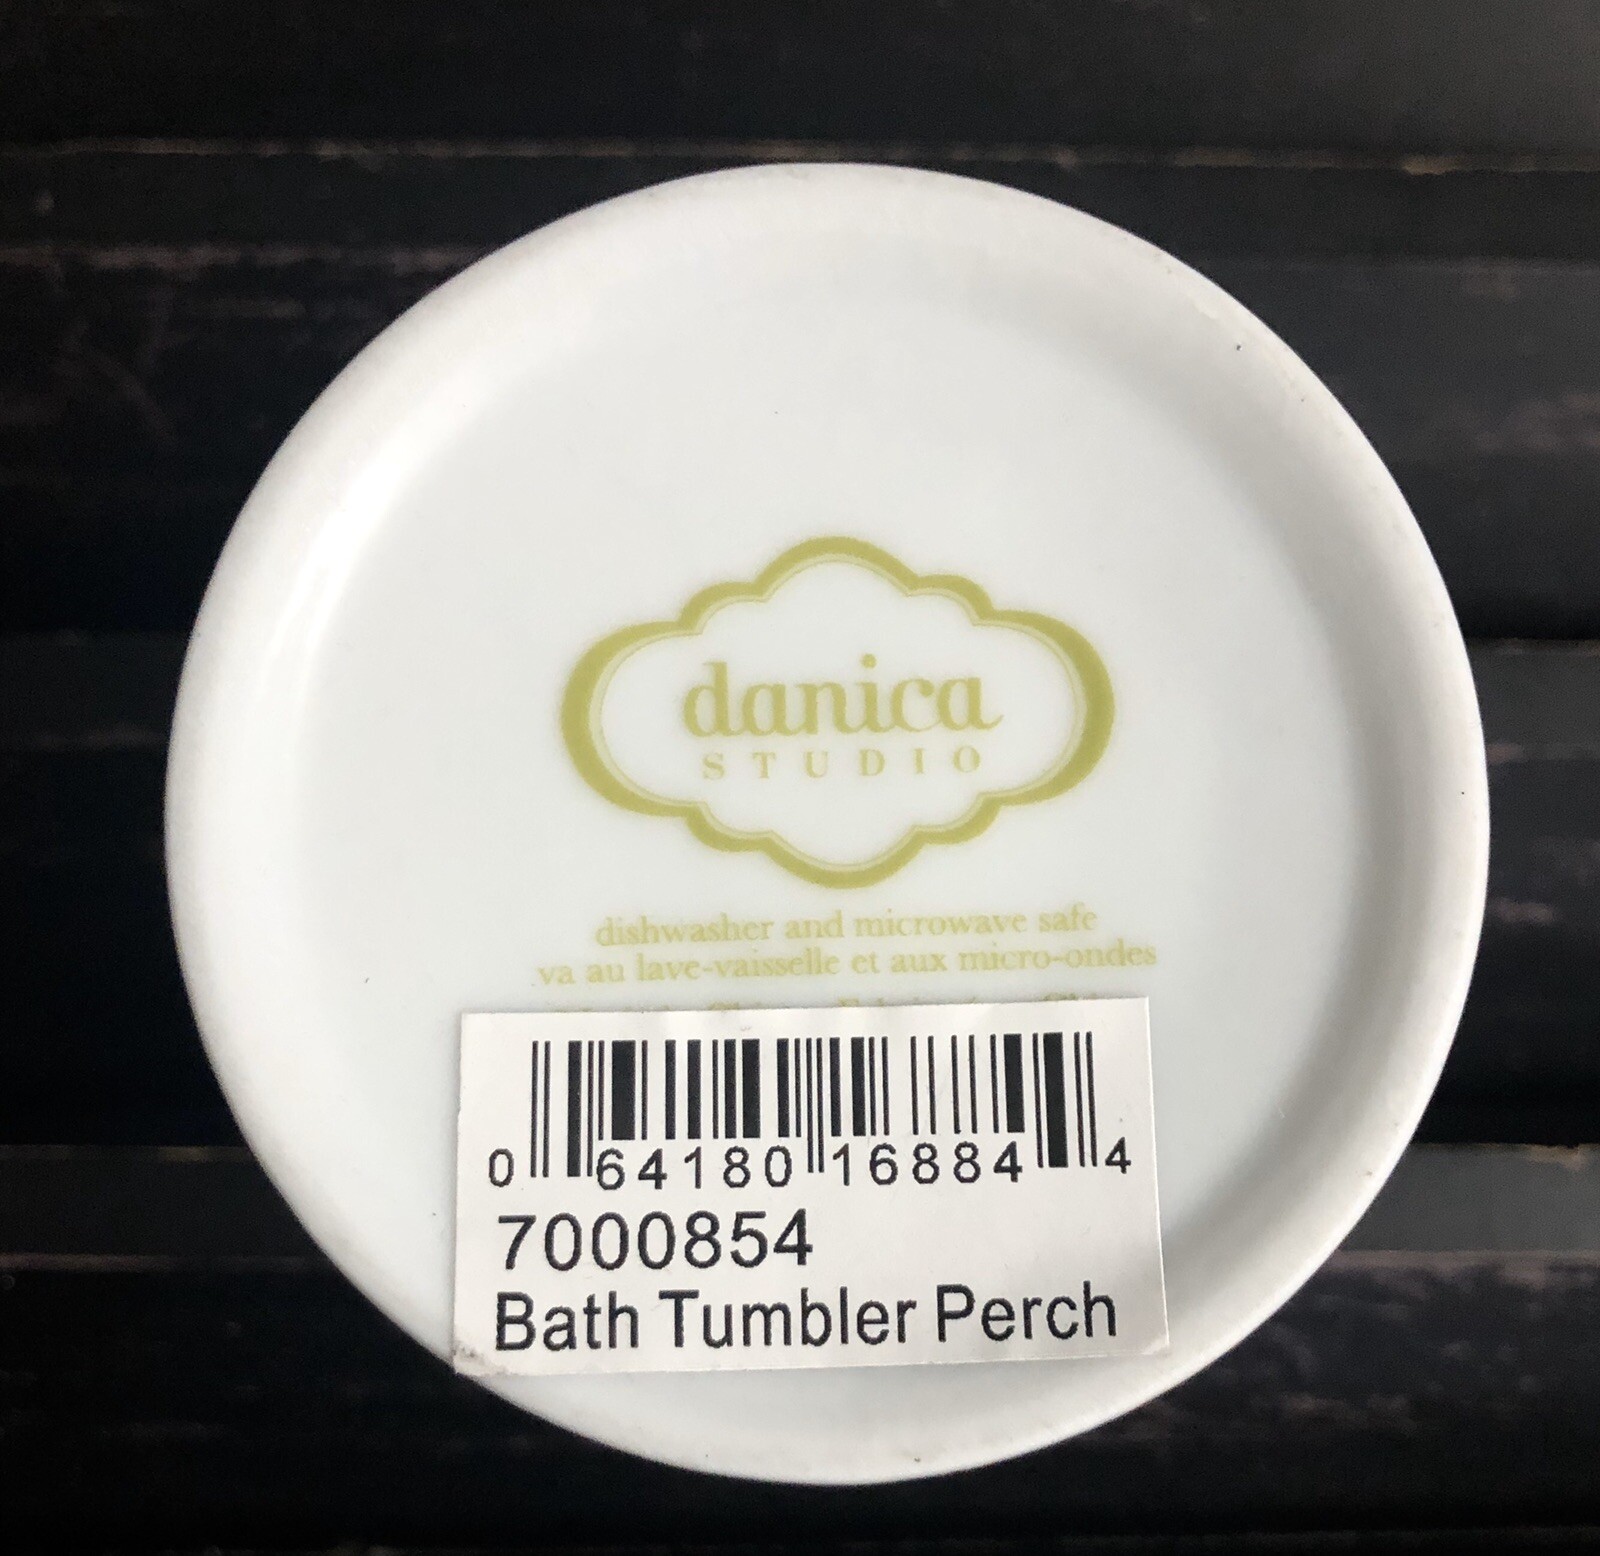 danica
STUDIO
dishwasher and microwave safe
va au lave-vaisselle et aux micro-ondes
0 64180 16884 4
7000854
Bath Tumbler Perch